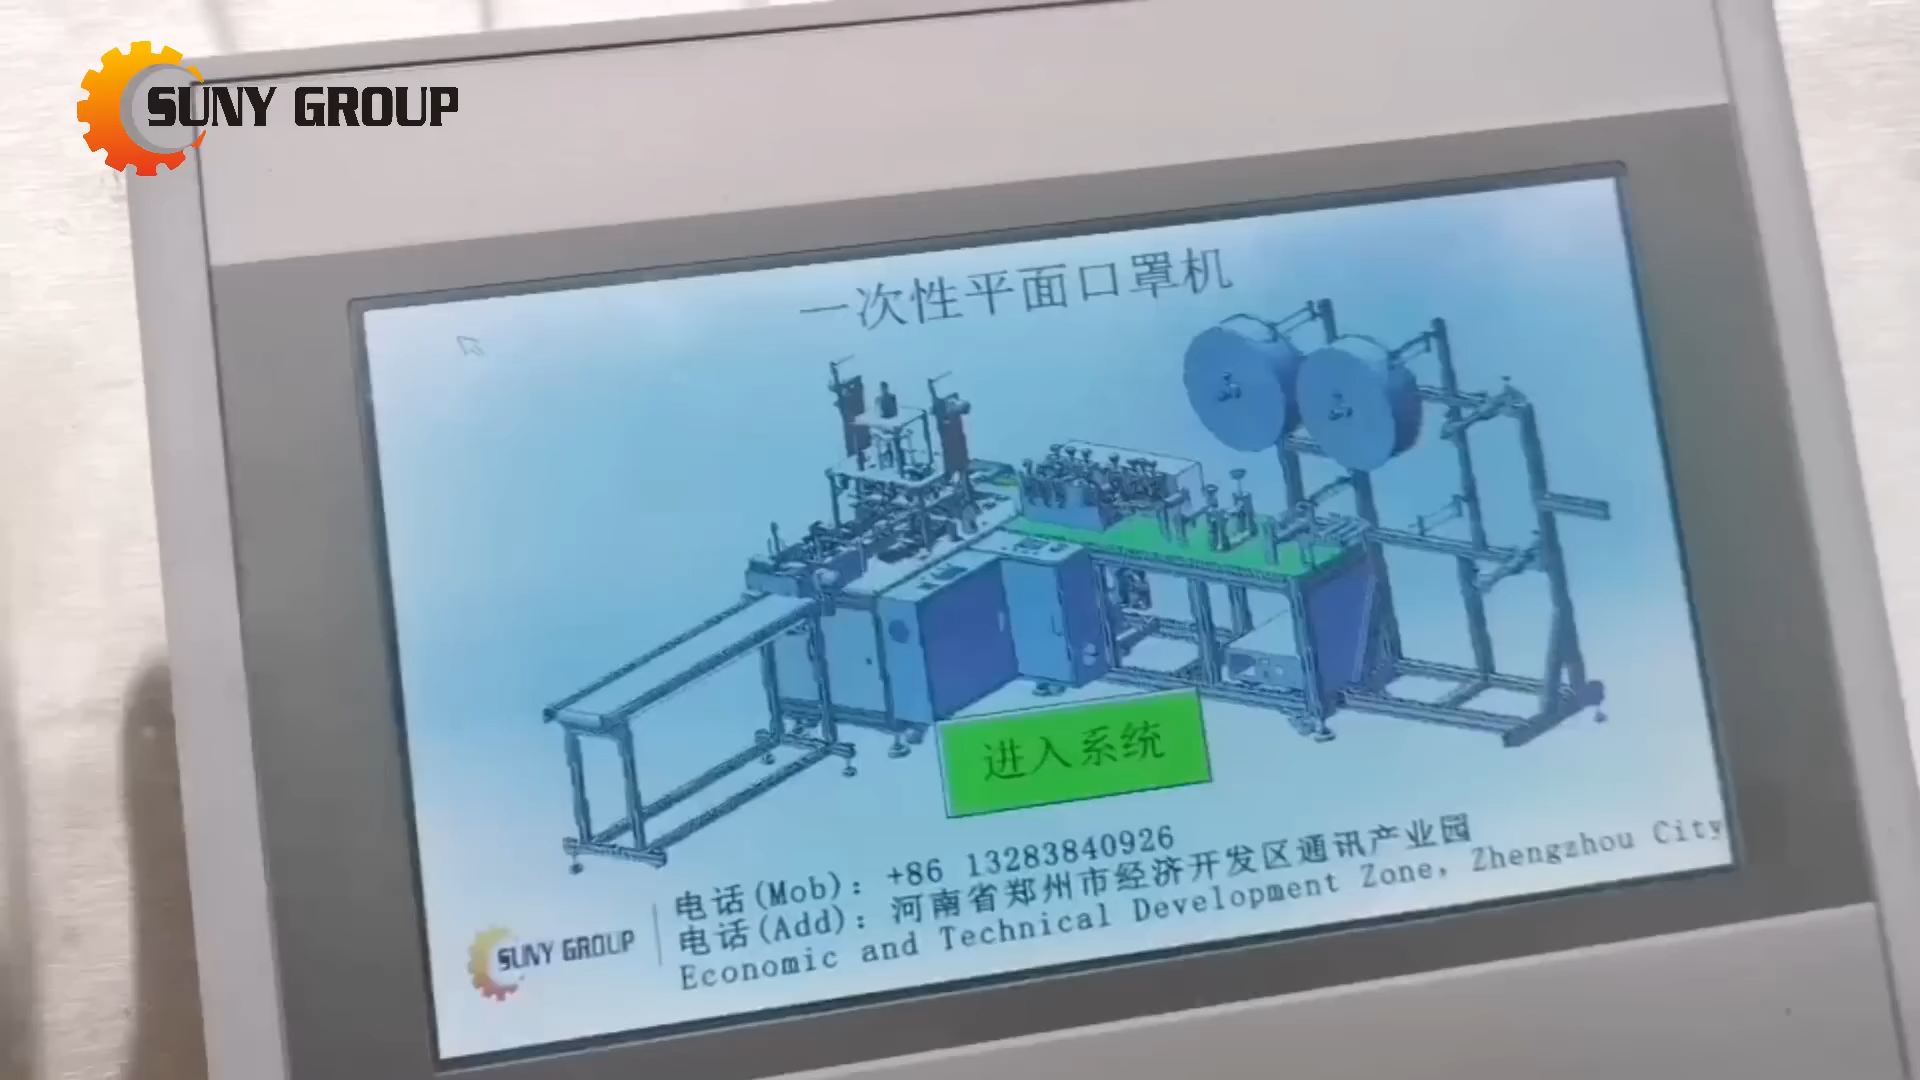 SUNY GROUP
一次性平面口罩机
进入系统
电话(Mob): +86 13283840926
电话(Add): 河南省郑州市经济开发区通讯产业园
Economic and Technical Development Zone, Zhengzhou City
SUNY GROUP